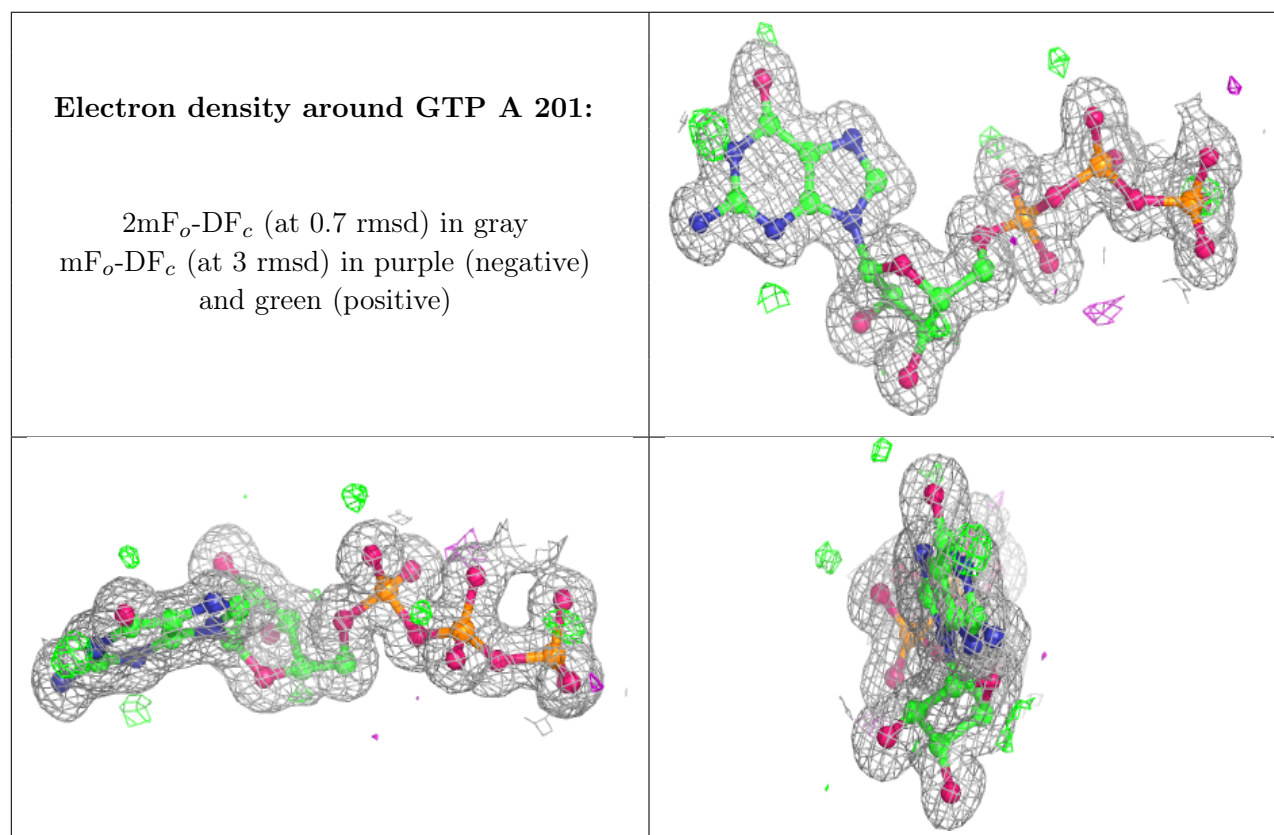 Electron density around GTP A 201:
2mFo-DFc (at 0.7 rmsd) in gray
mFo-DFc (at 3 rmsd) in purple (negative)
and green (positive)